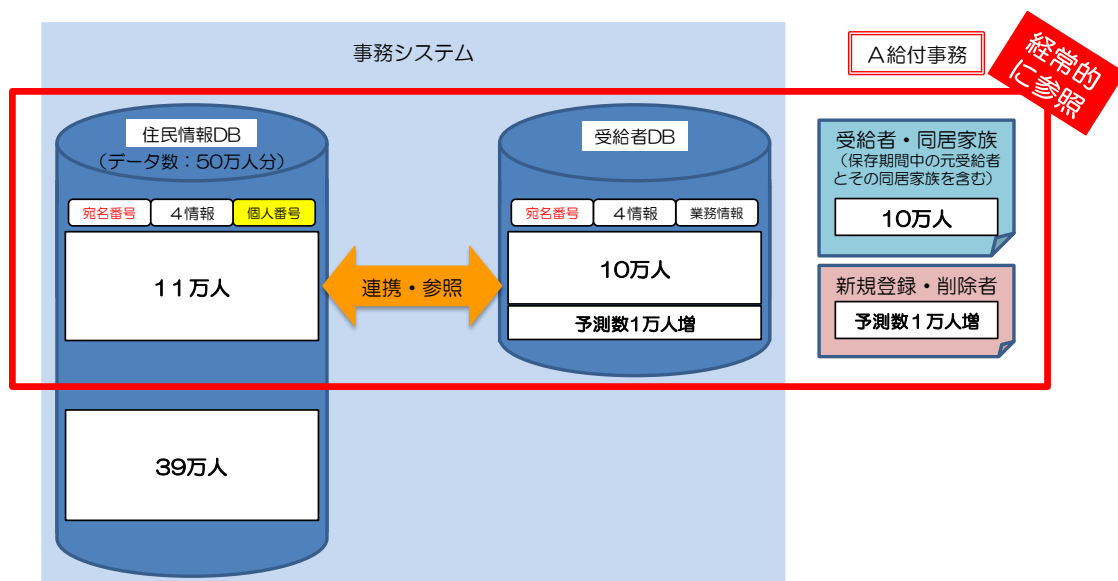 事務システム
A給付事務
経常的
に参照
住民情報DB
(データ数：50万人分)
宛名番号 4情報 個人番号
11万人
39万人
連携・参照
受給者DB
宛名番号 4情報 業務情報
10万人
予測数1万人増
受給者・同居家族
(保存期間中の元受給者
とその同居家族を含む)
10万人
新規登録・削除者
予測数1万人増